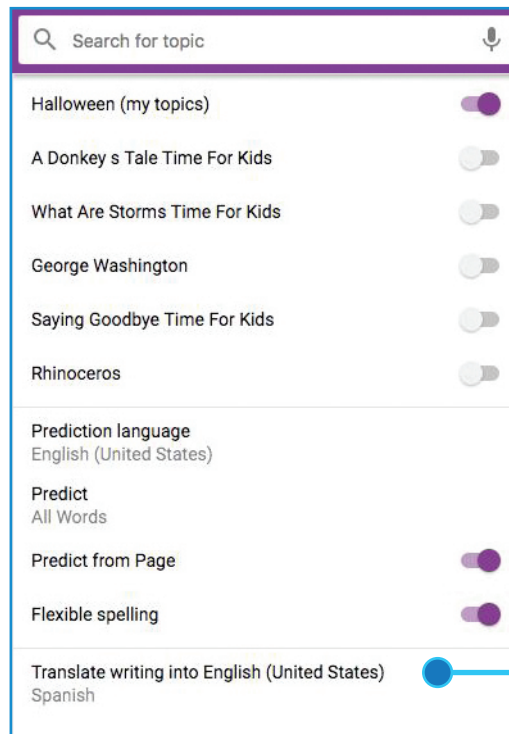 Search for topic
Halloween (my topics)
A Donkey s Tale Time For Kids
What Are Storms Time For Kids
George Washington
Saying Goodbye Time For Kids
Rhinoceros
Prediction language
English (United States)
Predict
All Words
Predict from Page
Flexible spelling
Translate writing into English (United States)
Spanish